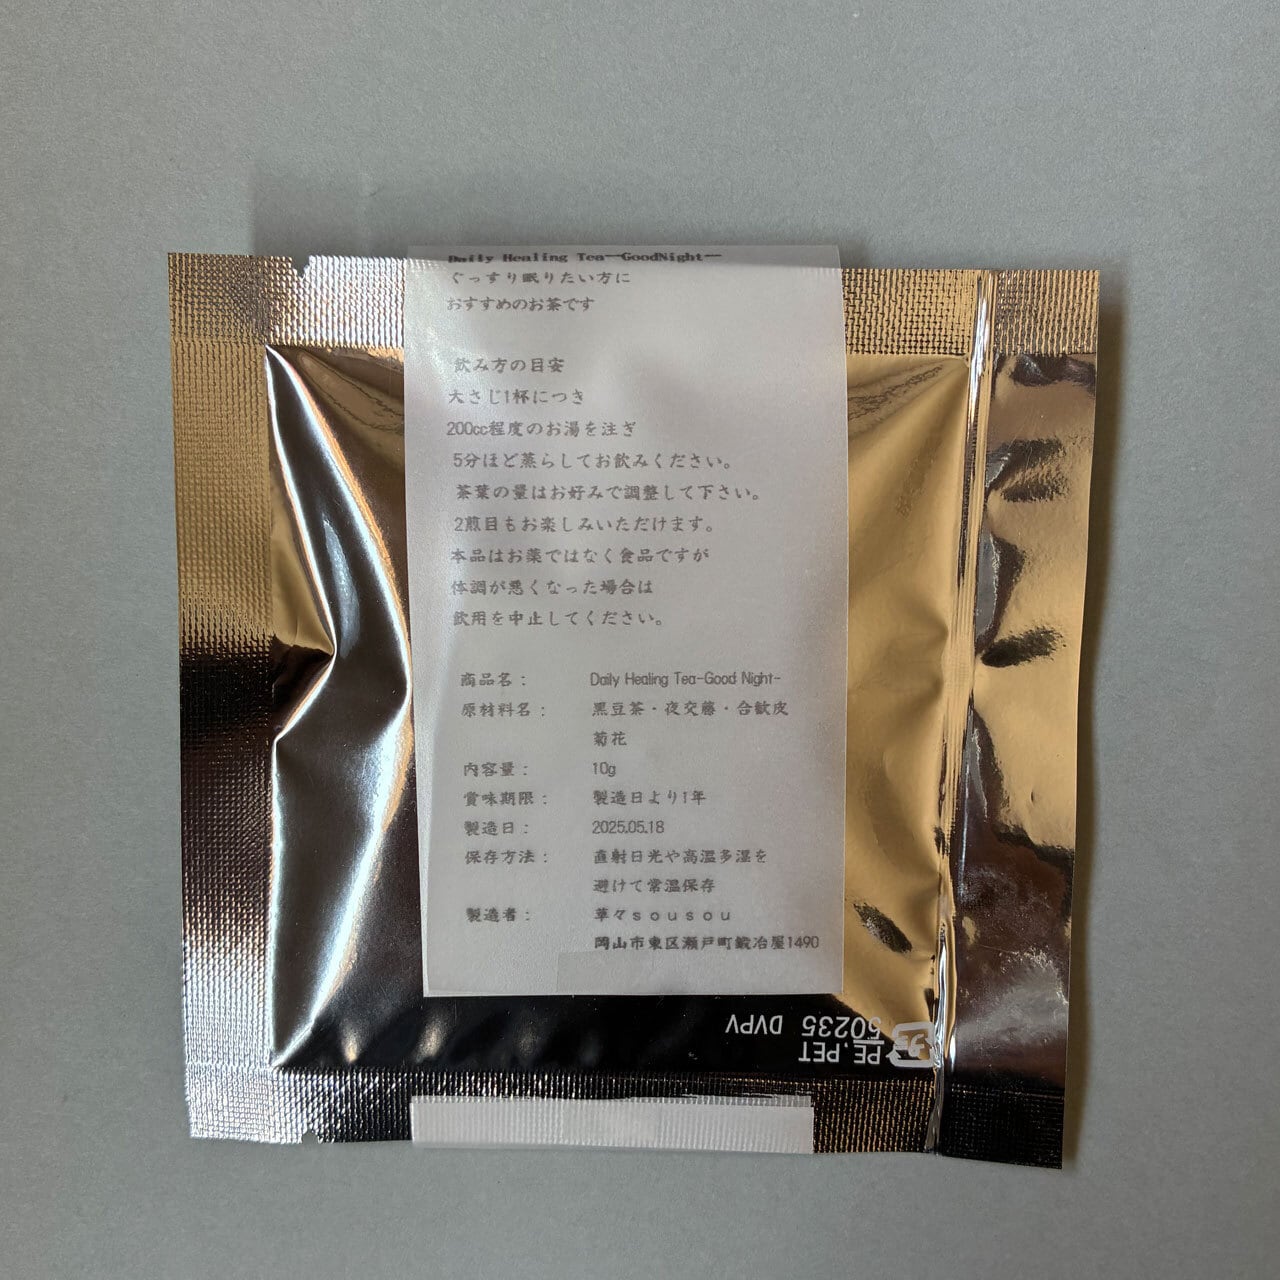 Daily Healing Tea－GoodNight－
ぐっすり眠りたい方に
おすすめのお茶です
飲み方の目安
大さじ1杯につき
200cc程度のお湯を注ぎ
5分ほど蒸らしてお飲みください。
茶葉の量はお好みで調整して下さい。
2煎目もお楽しみいただけます。
本品はお薬ではなく食品ですが
体調が悪くなった場合は
飲用を中止してください。
商品名： Daily Healing Tea-Good Night-
原材料名： 黒豆茶・夜交藤・合歓皮
菊花
内容量： 10g
賞味期限： 製造日より1年
製造日： 2025.05.18
保存方法： 直射日光や高温多湿を
避けて常温保存
製造者： 草々ｓｏｕｓｏｕ
岡山市東区瀬戸町鍛冶屋1490
プラ
PE,PET
50235 DVPV